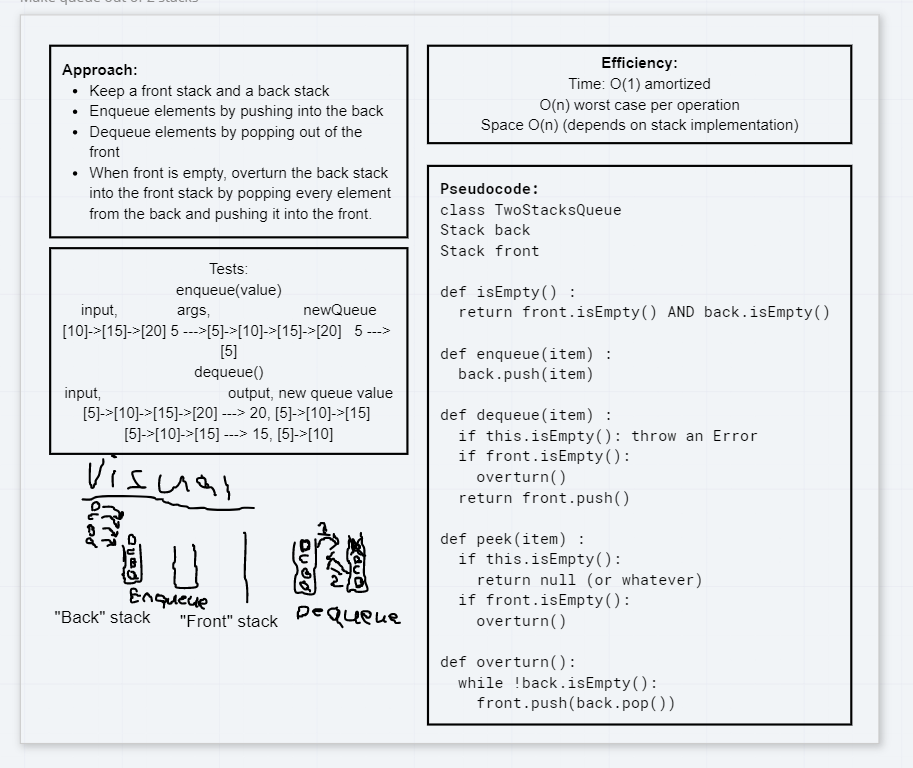 Make queue out of 2 stacks
Approach:
• Keep a front stack and a back stack
• Enqueue elements by pushing into the back
• Dequeue elements by popping out of the
front
• When front is empty, overturn the back stack
into the front stack by popping every element
from the back and pushing it into the front.
Tests:
enqueue(value)
input, args, newQueue
[10]->[15]->[20] 5 --->[5]->[10]->[15]->[20] 5 --->
[5]
dequeue()
input, output, new queue value
[5]->[10]->[15]->[20] ---> 20, [5]->[10]->[15]
[5]->[10]->[15] ---> 15, [5]->[10]
Visual
Enqueue
"Back" stack "Front" stack
1
2
Dequeue
Efficiency:
Time: O(1) amortized
O(n) worst case per operation
Space O(n) (depends on stack implementation)
Pseudocode:
class TwoStacksQueue
Stack back
Stack front
def isEmpty() :
return front.isEmpty() AND back.isEmpty()
def enqueue(item) :
back.push(item)
def dequeue(item) :
if this.isEmpty(): throw an Error
if front.isEmpty():
overturn()
return front.push()
def peek(item) :
if this.isEmpty():
return null (or whatever)
if front.isEmpty():
overturn()
def overturn():
while !back.isEmpty():
front.push(back.pop())